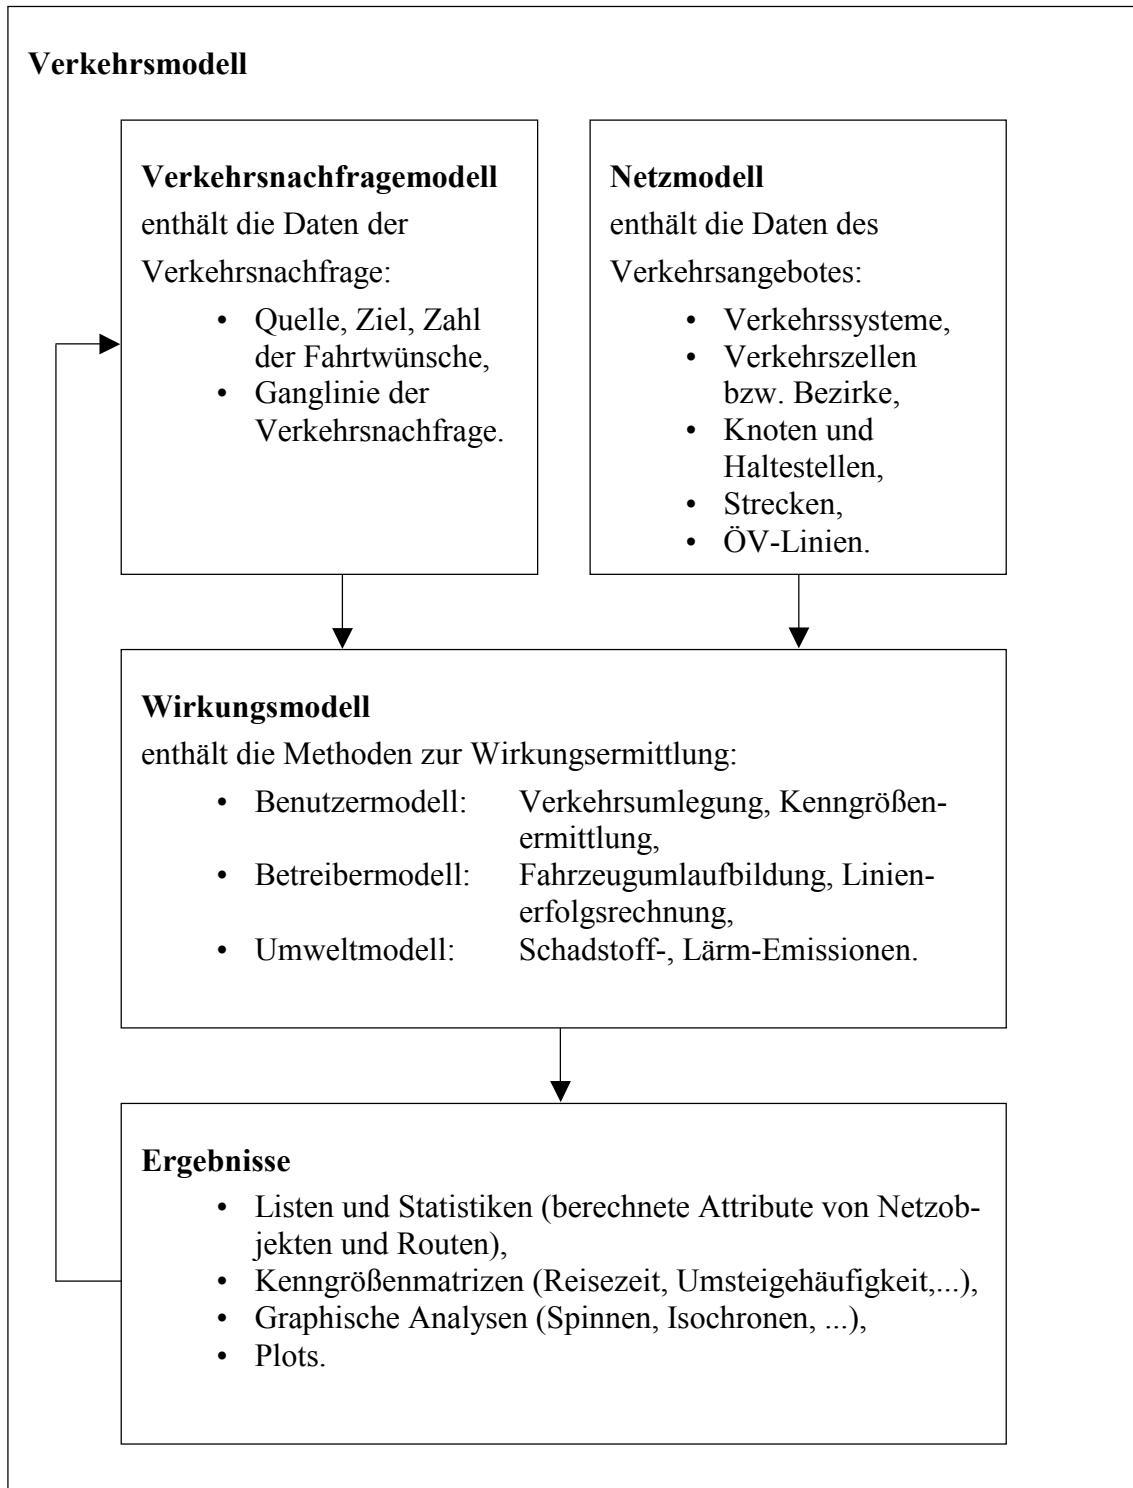 Verkehrsmodell
Verkehrsnachfragemodell
enthält die Daten der
Verkehrsnachfrage:
• Quelle, Ziel, Zahl
der Fahrtwünsche,
• Ganglinie der
Verkehrsnachfrage.
Netzmodell
enthält die Daten des
Verkehrsangebotes:
• Verkehrssysteme,
• Verkehrszellen
bzw. Bezirke,
• Knoten und
Haltestellen,
• Strecken,
• ÖV-Linien.
Wirkungsmodell
enthält die Methoden zur Wirkungsermittlung:
• Benutzermodell: Verkehrsumlegung, Kenngrößen-
ermittlung,
• Betreibermodell: Fahrzeugumlaufbildung, Linien-
erfolgsrechnung,
• Umweltmodell: Schadstoff-, Lärm-Emissionen.
Ergebnisse
• Listen und Statistiken (berechnete Attribute von Netzob-
jekten und Routen),
• Kenngrößenmatrizen (Reisezeit, Umsteigehäufigkeit,...),
• Graphische Analysen (Spinnen, Isochronen, ...),
• Plots.